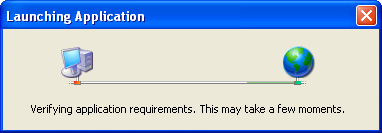 Launching Application
Verifying application requirements. This may take a few moments.